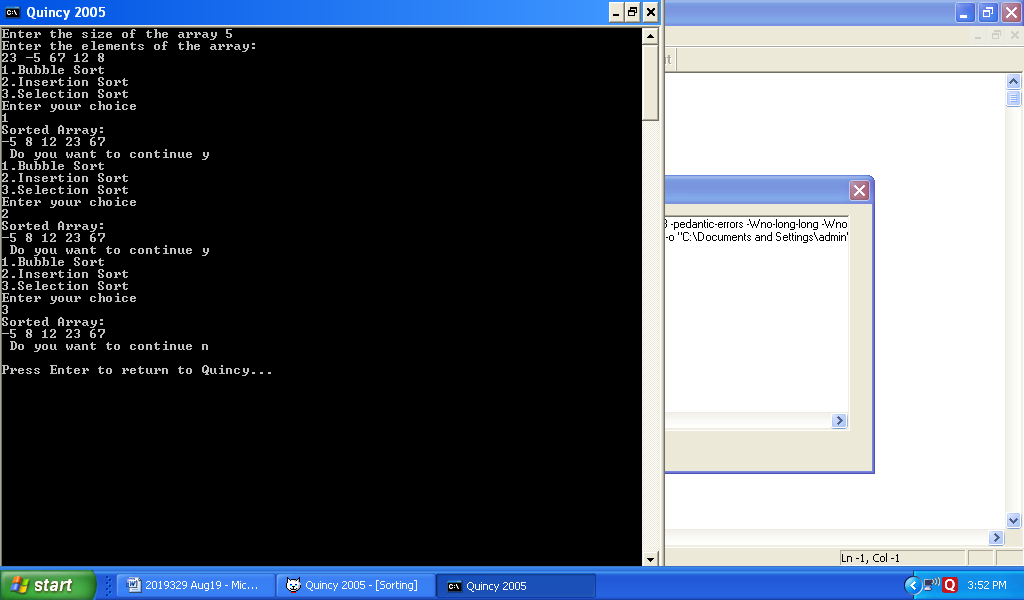 Quincy 2005
Enter the size of the array 5
Enter the elements of the array:
23 -5 67 12 8
1.Bubble Sort
2.Insertion Sort
3.Selection Sort
Enter your choice
1
Sorted Array:
-5 8 12 23 67
Do you want to continue y
1.Bubble Sort
2.Insertion Sort
3.Selection Sort
Enter your choice
2
Sorted Array:
-5 8 12 23 67
Do you want to continue y
1.Bubble Sort
2.Insertion Sort
3.Selection Sort
Enter your choice
3
Sorted Array:
-5 8 12 23 67
Do you want to continue n
Press Enter to return to Quincy...
-pedantic-errors -Wno-long-long -Wno
-o "C:\Documents and Settings\admin'
Ln -1, Col -1
start
2019329 Aug19 - Mic...
Quincy 2005 - [Sorting]
Quincy 2005
3:52 PM